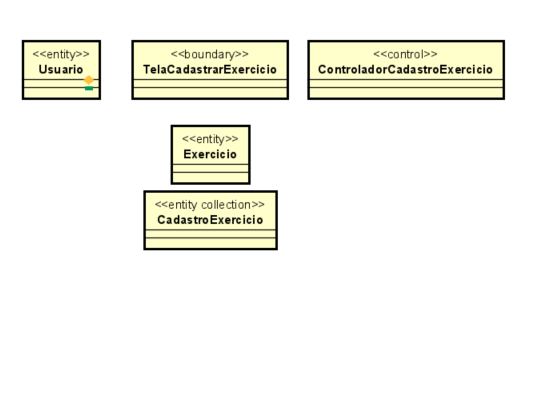 <<entity>>
Usuario
<<boundary>>
TelaCadastrarExercicio
<<control>>
ControladorCadastroExercicio
<<entity>>
Exercicio
<<entity collection>>
CadastroExercicio